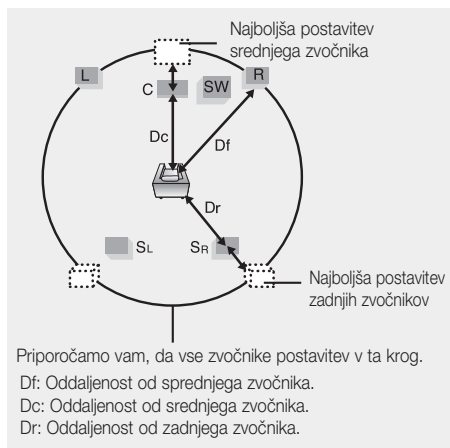 Najboljša postavitev
srednjega zvočnika
L
R
C
SW
Dc
Df
Dr
SL
SR
Najboljša postavitev
zadnjih zvočnikov
Priporočamo vam, da vse zvočnike postavitev v ta krog.
Df: Oddaljenost od sprednjega zvočnika.
Dc: Oddaljenost od srednjega zvočnika.
Dr: Oddaljenost od zadnjega zvočnika.